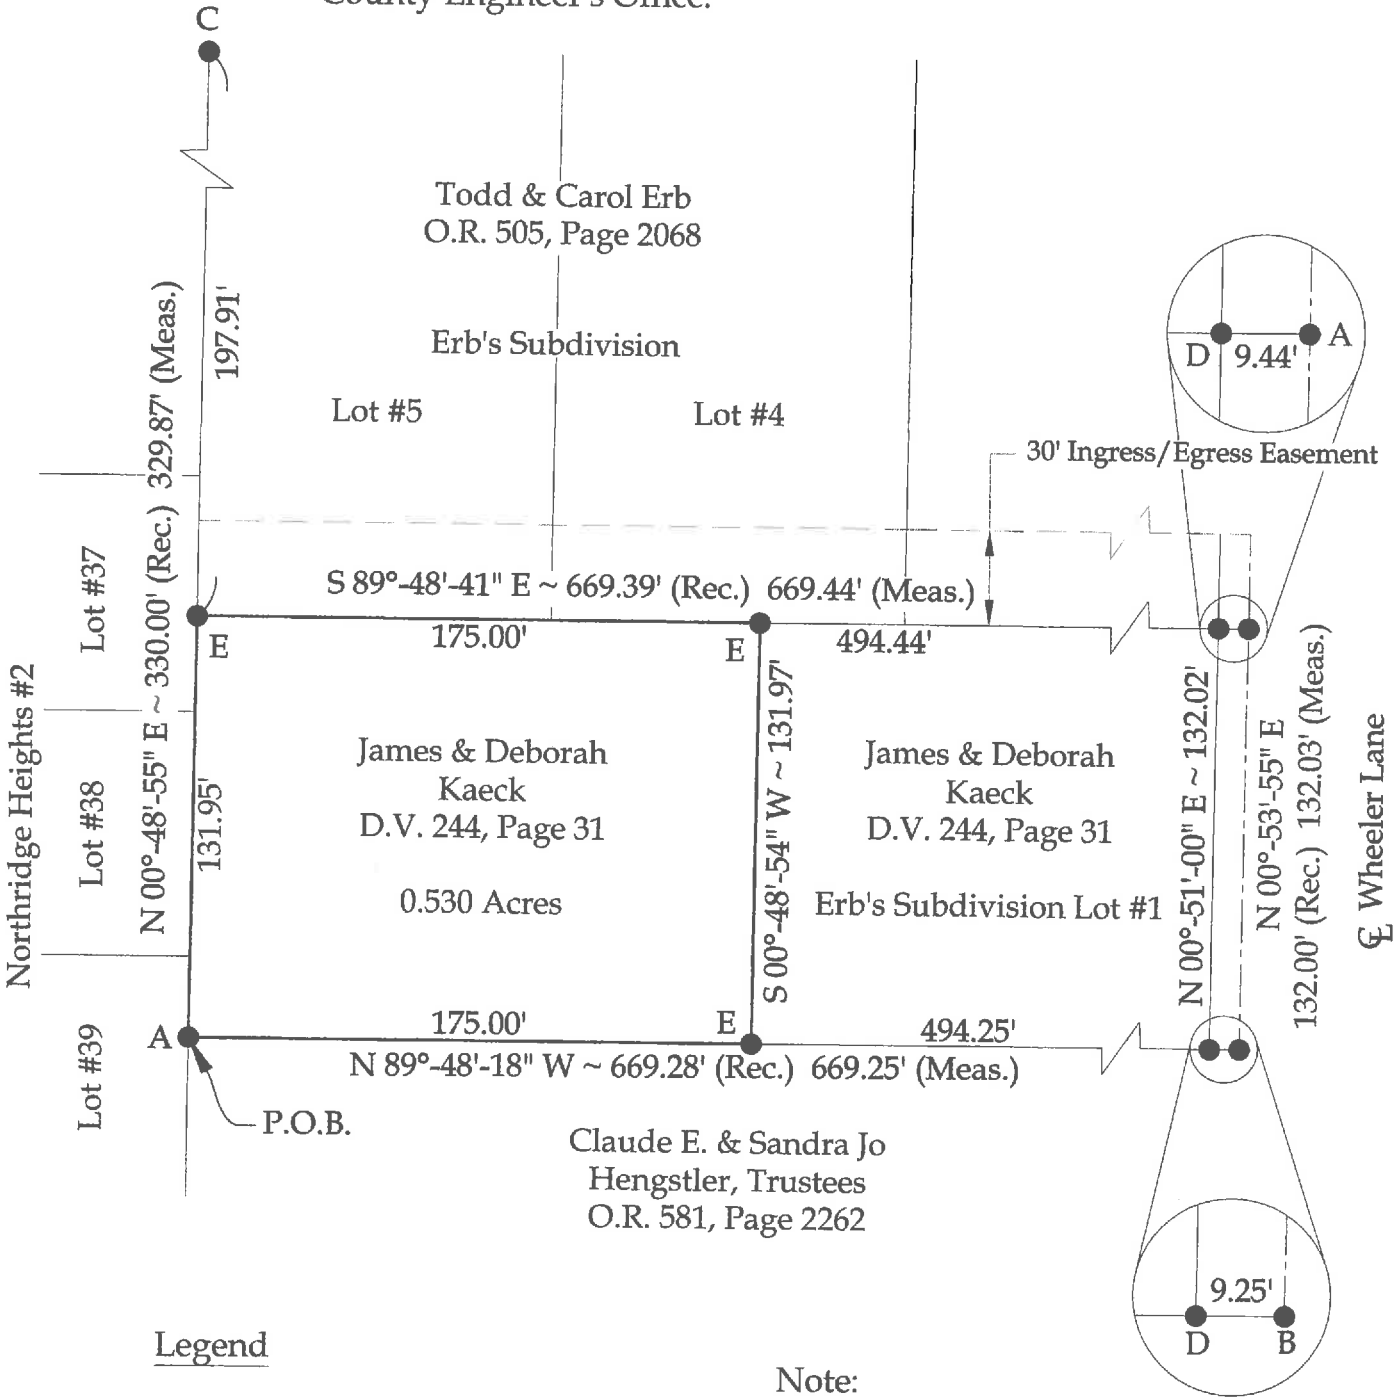 County Engineer's Office.
C
Todd & Carol Erb
O.R. 505, Page 2068
Erb's Subdivision
Lot #5
Lot #4
N 00°-48'-55" E ~ 330.00' (Rec.) 329.87' (Meas.)
197.91'
D 9.44' A
30' Ingress/Egress Easement
S 89°-48'-41" E ~ 669.39' (Rec.) 669.44' (Meas.)
E
175.00'
E
494.44'
Northridge Heights #2
Lot #37
Lot #38
Lot #39
131.95'
James & Deborah
Kaeck
D.V. 244, Page 31
0.530 Acres
S 00°-48'-54" W ~ 131.97'
James & Deborah
Kaeck
D.V. 244, Page 31
Erb's Subdivision Lot #1
N 00°-51'-00" E ~ 132.02'
N 00°-53'-55" E
132.00' (Rec.) 132.03' (Meas.)
℄ Wheeler Lane
A
175.00'
E
494.25'
N 89°-48'-18" W ~ 669.28' (Rec.) 669.25' (Meas.)
P.O.B.
Claude E. & Sandra Jo
Hengstler, Trustees
O.R. 581, Page 2262
9.25'
D B
Legend
Note: